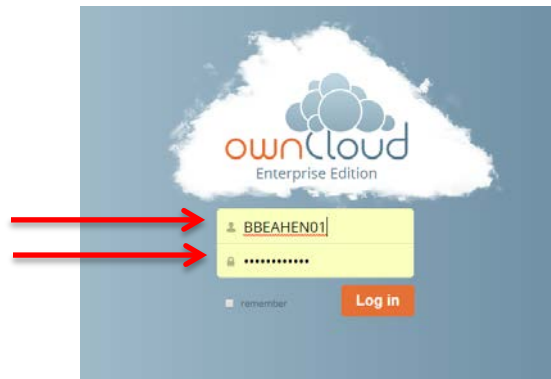 ownCloud
Enterprise Edition
BBEAHEN01
••••••••••••
remember
Log in